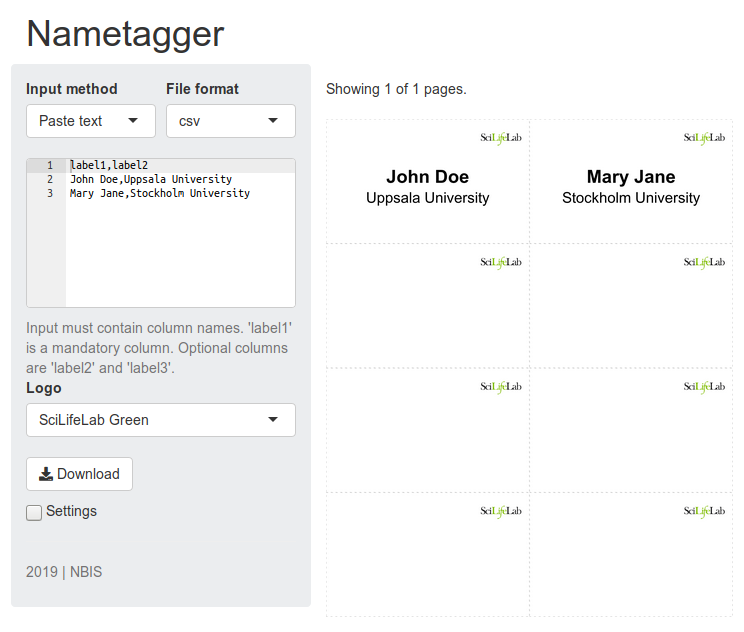 Nametagger
Input method
File format
Paste text
csv
1 label1,label2
2 John Doe,Uppsala University
3 Mary Jane,Stockholm University
Input must contain column names. 'label1'
is a mandatory column. Optional columns
are 'label2' and 'label3'.
Logo
SciLifeLab Green
Download
Settings
2019 | NBIS
Showing 1 of 1 pages.
SciLifeLab
SciLifeLab
John Doe
Uppsala University
Mary Jane
Stockholm University
SciLifeLab
SciLifeLab
SciLifeLab
SciLifeLab
SciLifeLab
SciLifeLab